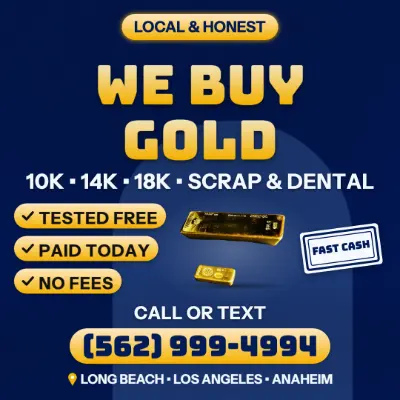 LOCAL & HONEST
WE BUY
GOLD
10K ▪ 14K ▪ 18K ▪ SCRAP & DENTAL
✓ TESTED FREE
✓ PAID TODAY
✓ NO FEES
FAST CASH
CALL OR TEXT
(562) 999-4994
LONG BEACH ▪ LOS ANGELES ▪ ANAHEIM